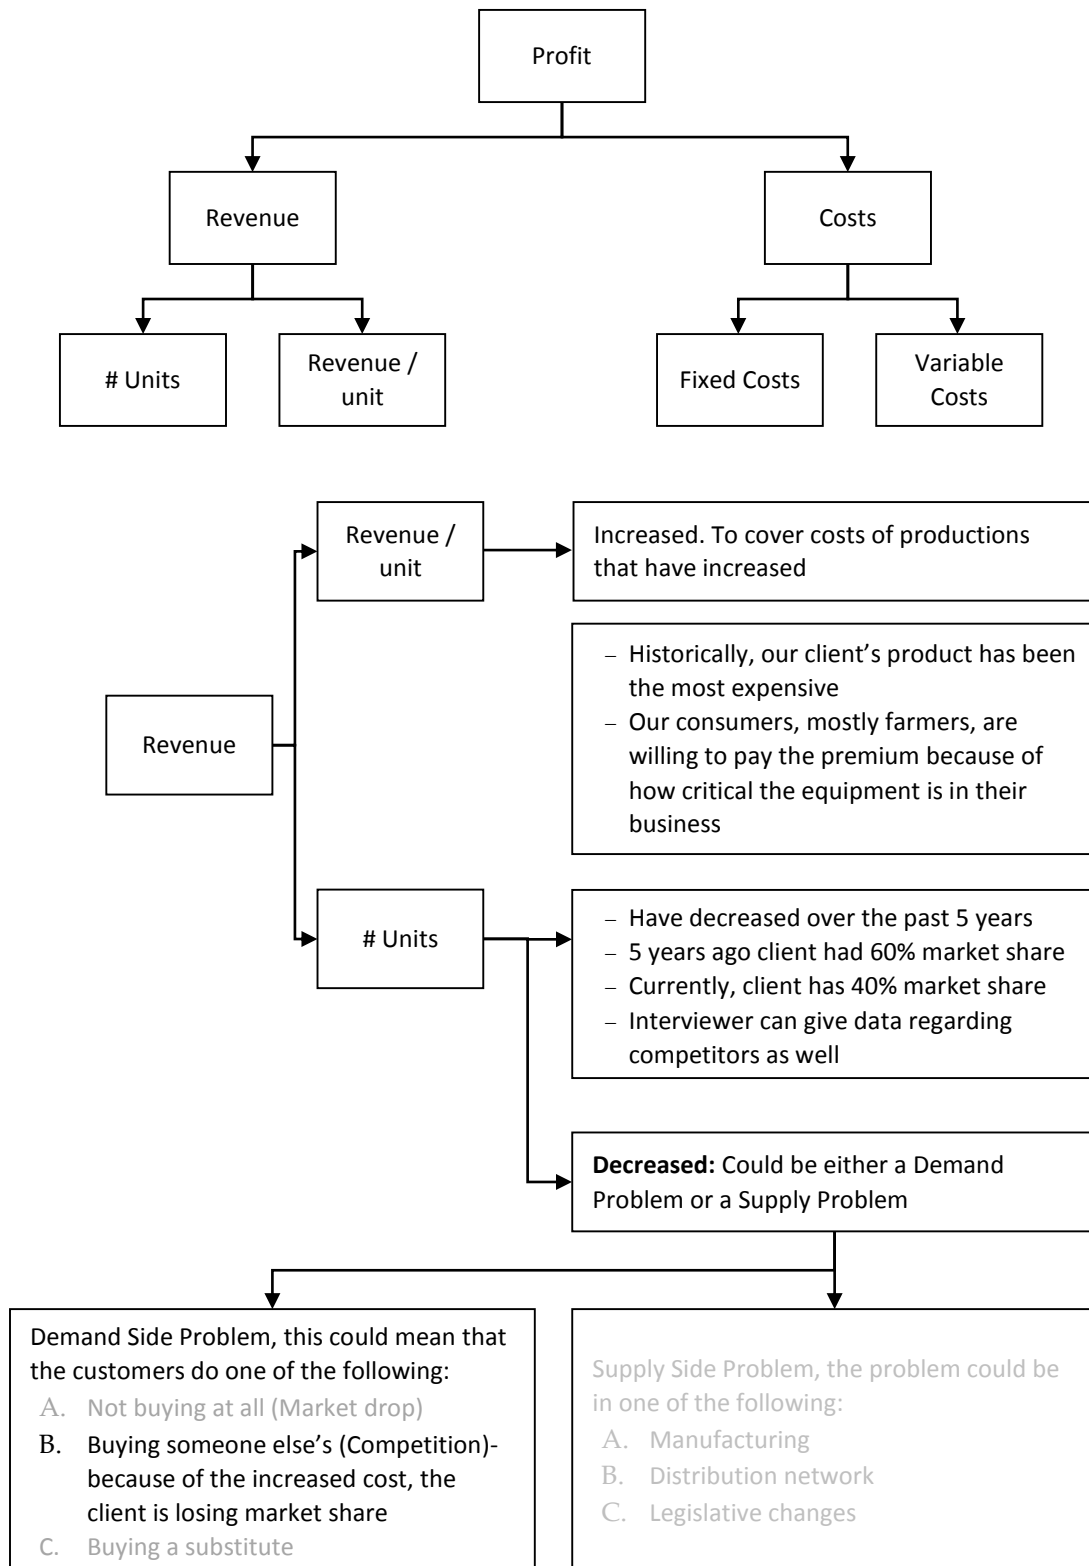 Profit
Revenue
Costs
# Units
Revenue /
unit
Fixed Costs
Variable
Costs
Revenue /
unit
Increased. To cover costs of productions
that have increased
– Historically, our client's product has been
the most expensive
– Our consumers, mostly farmers, are
willing to pay the premium because of
how critical the equipment is in their
business
Revenue
# Units
– Have decreased over the past 5 years
– 5 years ago client had 60% market share
– Currently, client has 40% market share
– Interviewer can give data regarding
competitors as well
Decreased: Could be either a Demand
Problem or a Supply Problem
Demand Side Problem, this could mean that
the customers do one of the following:
A. Not buying at all (Market drop)
B. Buying someone else's (Competition)-
because of the increased cost, the
client is losing market share
C. Buying a substitute
Supply Side Problem, the problem could be
in one of the following:
A. Manufacturing
B. Distribution network
C. Legislative changes